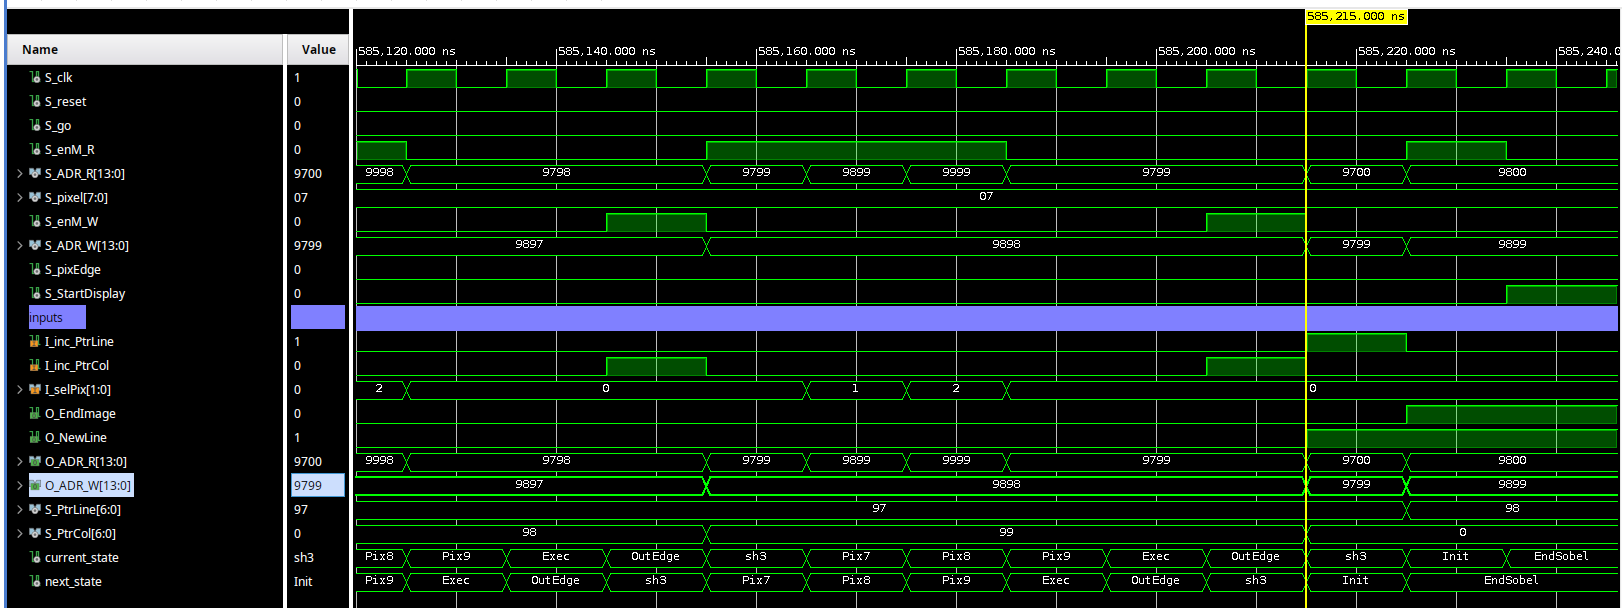 585,215.000 ns
Name Value 585,120.000 ns 585,140.000 ns 585,160.000 ns 585,180.000 ns 585,200.000 ns 585,220.000 ns 585,240.0
S_clk 1
S_reset 0
S_go 0
S_enM_R 0
S_ADR_R[13:0] 9700 9998 9798 9799 9899 9999 9799 9700 9800
S_pixel[7:0] 07 07
S_enM_W 0
S_ADR_W[13:0] 9799 9897 9898 9799 9899
S_pixEdge 0
S_StartDisplay 0
inputs
I_inc_PtrLine 1
I_inc_PtrCol 0
I_selPix[1:0] 0 2 0 1 2 0
O_EndImage 0
O_NewLine 1
O_ADR_R[13:0] 9700 9998 9798 9799 9899 9999 9799 9700 9800
O_ADR_W[13:0] 9799 9897 9898 9799 9899
S_PtrLine[6:0] 97 97 98
S_PtrCol[6:0] 0 98 99 0
current_state sh3 Pix8 Pix9 Exec OutEdge sh3 Pix7 Pix8 Pix9 Exec OutEdge sh3 Init EndSobel
next_state Init Pix9 Exec OutEdge sh3 Pix7 Pix8 Pix9 Exec OutEdge sh3 Init EndSobel